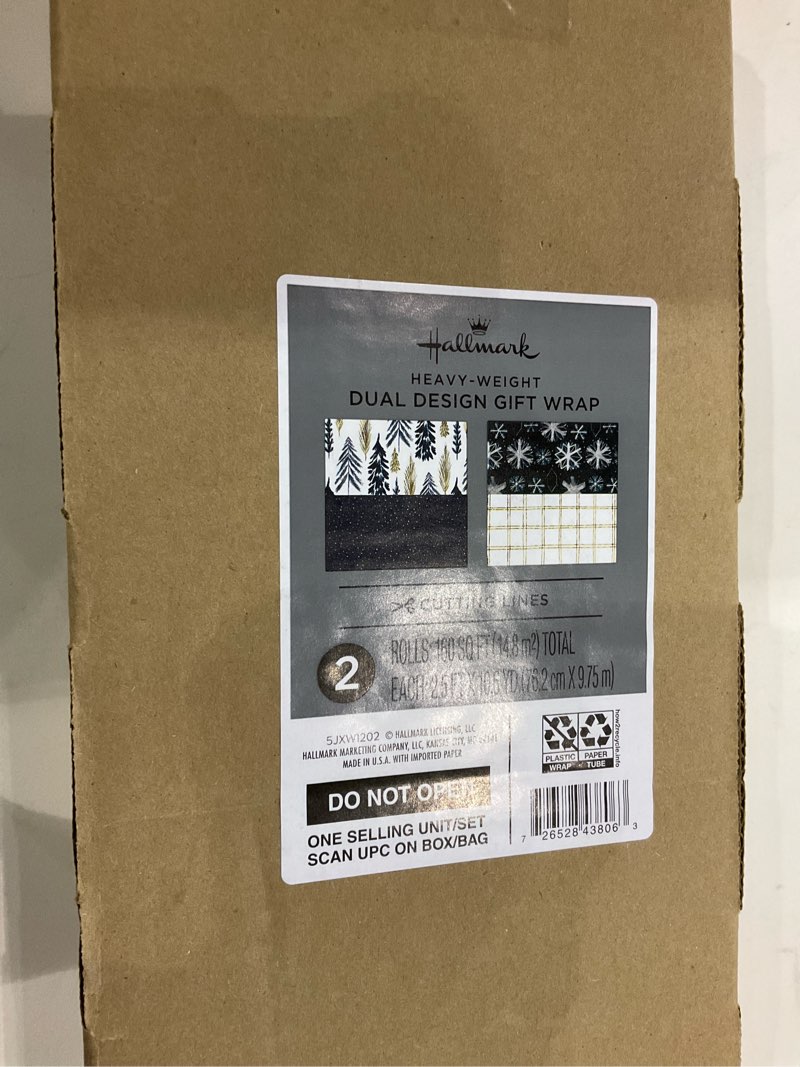 Hallmark
HEAVY-WEIGHT
DUAL DESIGN GIFT WRAP
CUTTING LINES
2
ROLLS 160 SQ FT (14.8 m²) TOTAL
EACH: 2.5 FT X 10.6 YD (76.2 cm X 9.75 m)
5JXW1202 © HALLMARK LICENSING, LLC
HALLMARK MARKETING COMPANY, LLC, KANSAS CITY, MO 64141
MADE IN U.S.A. WITH IMPORTED PAPER
DO NOT OPEN
ONE SELLING UNIT/SET
SCAN UPC ON BOX/BAG
PLASTIC PAPER
WRAP TUBE
how2recycle.info
7 26528 43806 3